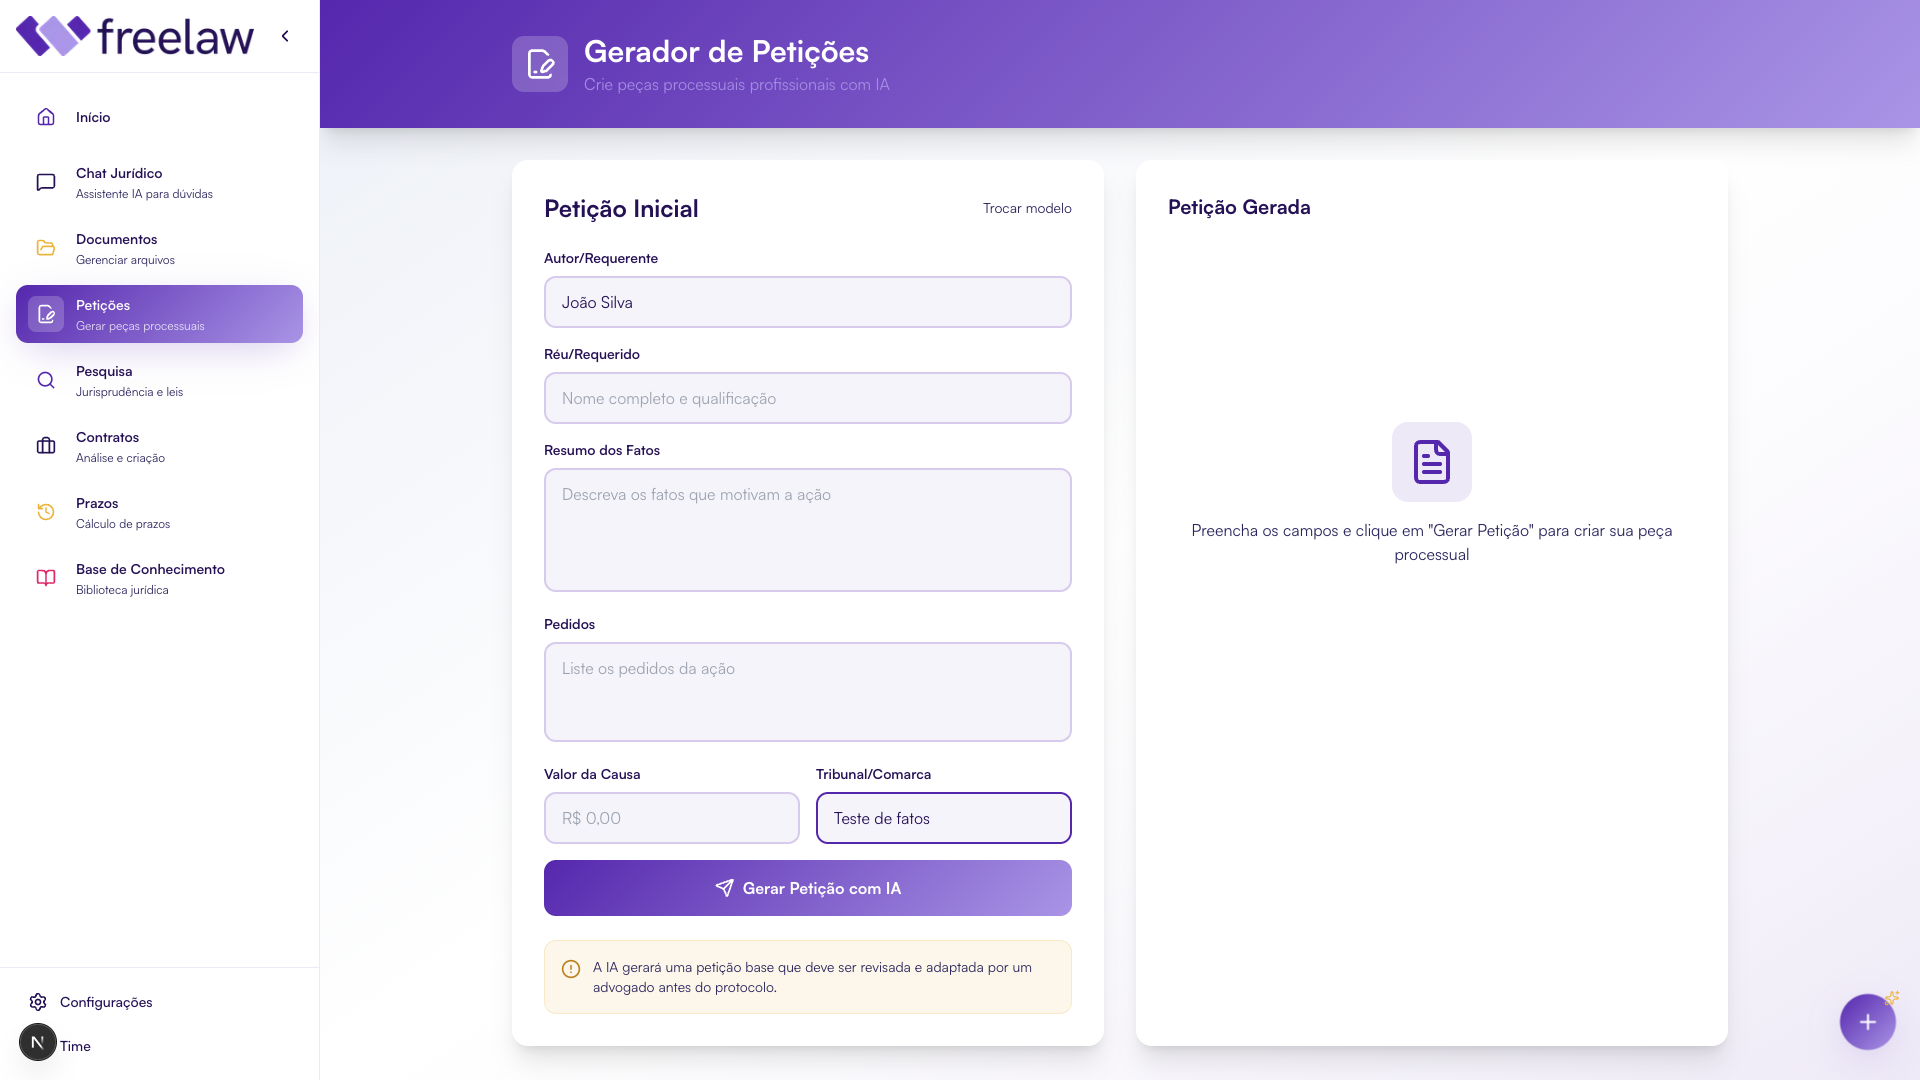 freelaw
Início
Chat Jurídico
Assistente IA para dúvidas
Documentos
Gerenciar arquivos
Petições
Gerar peças processuais
Pesquisa
Jurisprudência e leis
Contratos
Análise e criação
Prazos
Cálculo de prazos
Base de Conhecimento
Biblioteca jurídica
Configurações
N
Time
Gerador de Petições
Crie peças processuais profissionais com IA
Petição Inicial
Trocar modelo
Autor/Requerente
João Silva
Réu/Requerido
Nome completo e qualificação
Resumo dos Fatos
Descreva os fatos que motivam a ação
Pedidos
Liste os pedidos da ação
Valor da Causa
R$ 0,00
Tribunal/Comarca
Teste de fatos
Gerar Petição com IA
A IA gerará uma petição base que deve ser revisada e adaptada por um
advogado antes do protocolo.
Petição Gerada
Preencha os campos e clique em "Gerar Petição" para criar sua peça
processual